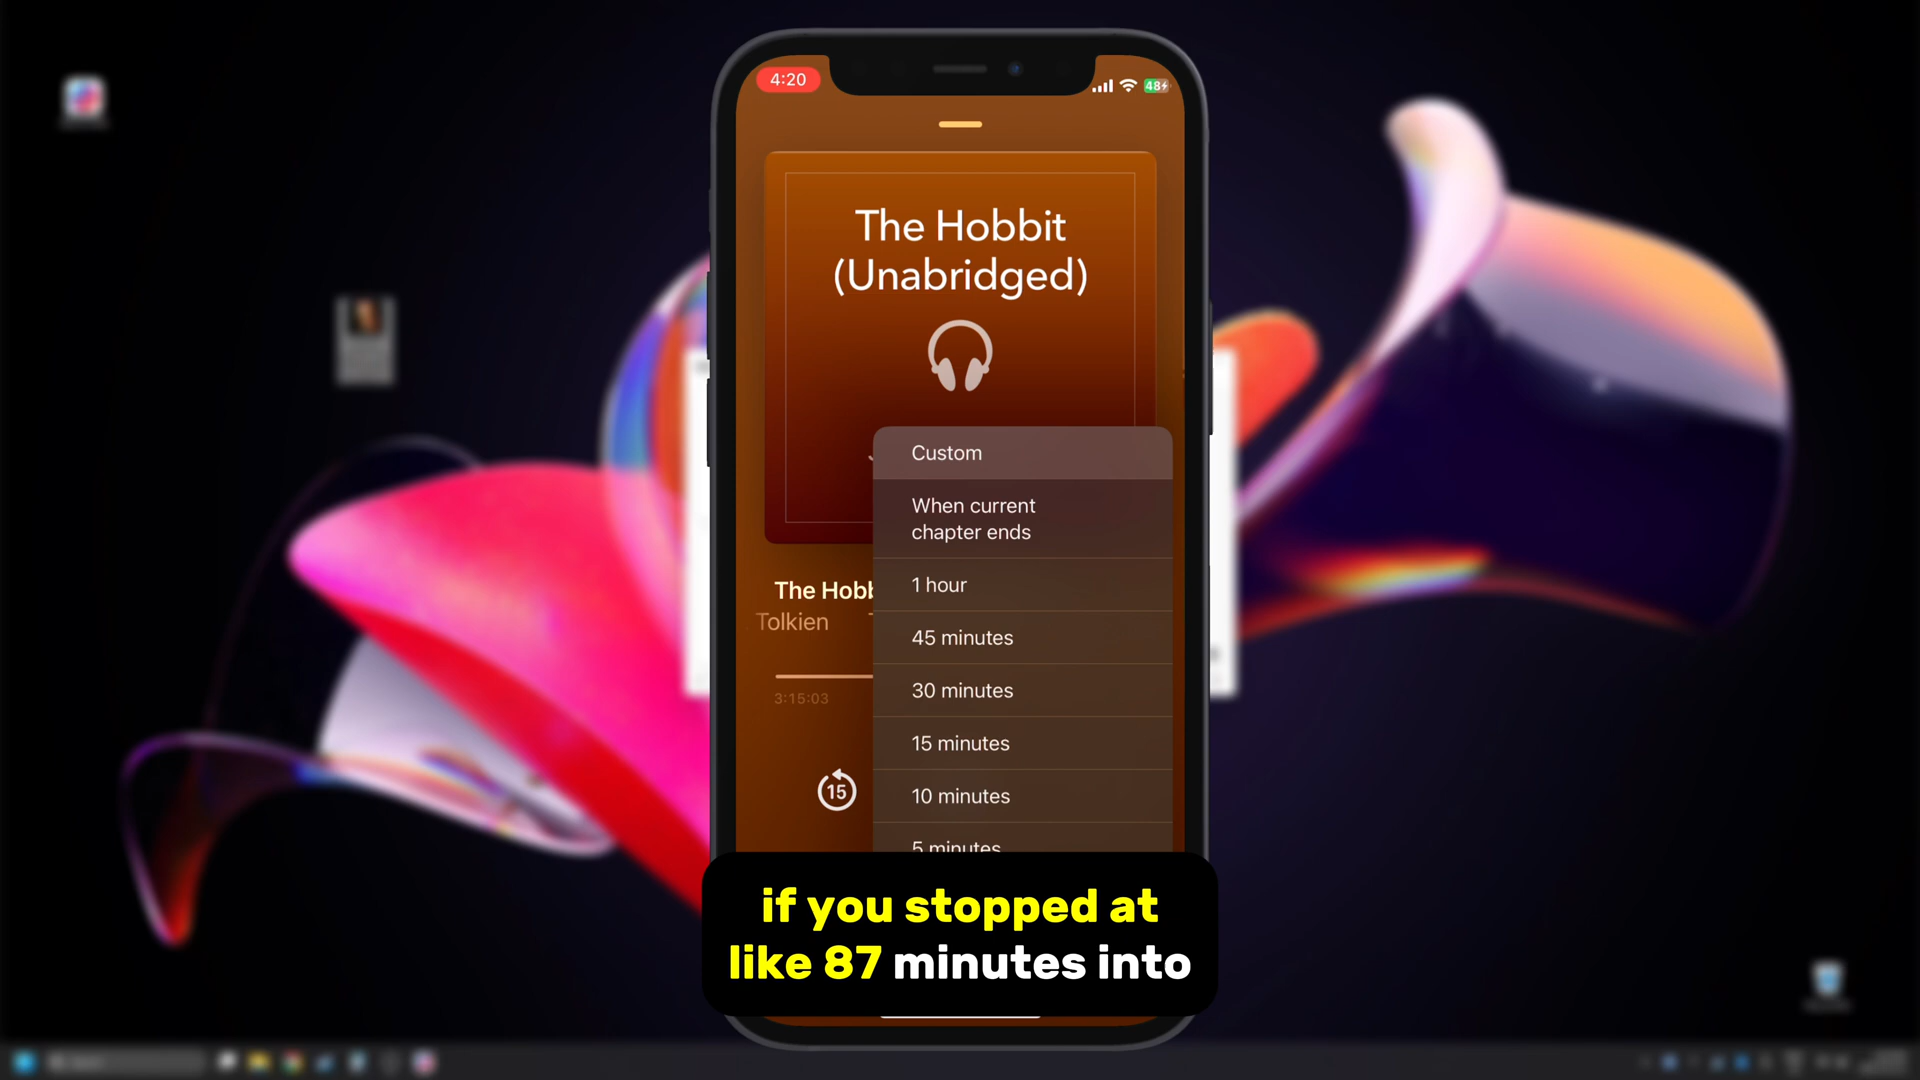 4:20
48
The Hobbit
(Unabridged)
Custom
When current
chapter ends
1 hour
45 minutes
30 minutes
15 minutes
10 minutes
5 minutes
The Hobb
Tolkien
3:15:03
15
if you stopped at
like 87 minutes into